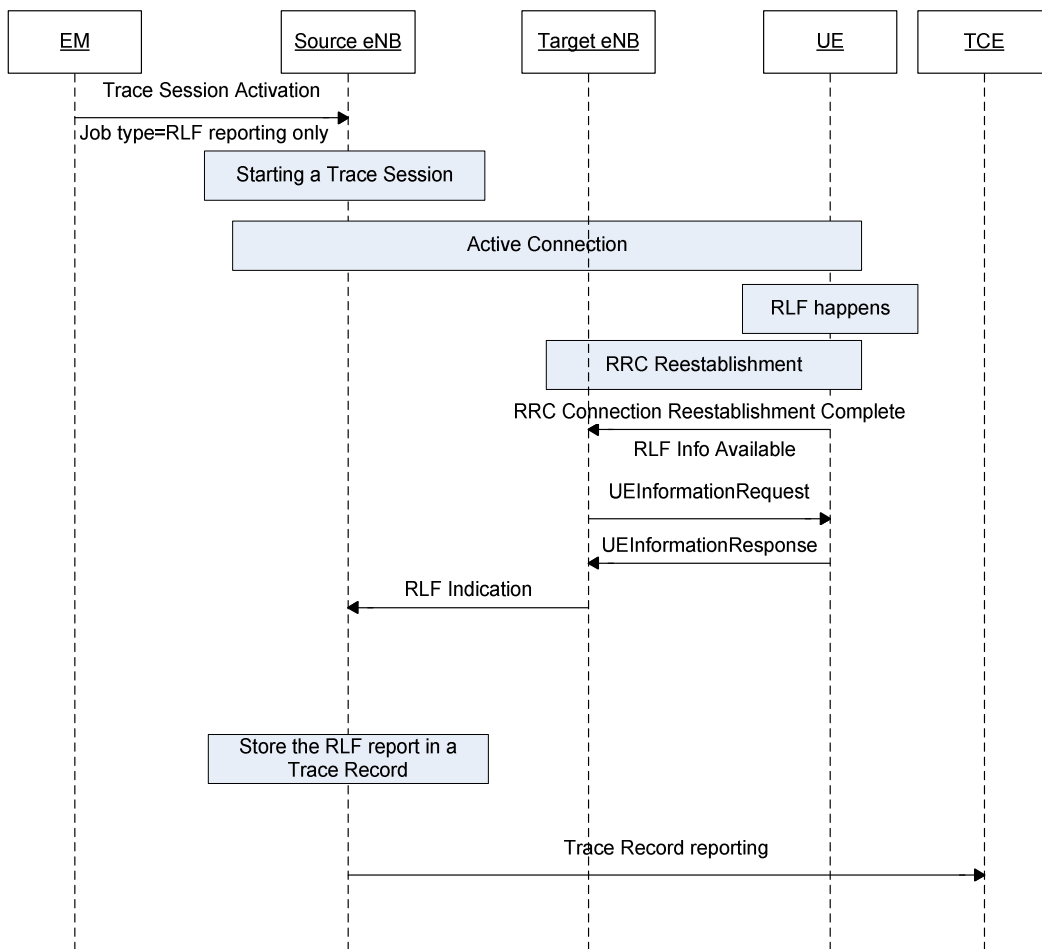 EM
Source eNB
Target eNB
UE
TCE
Trace Session Activation
Job type=RLF reporting only
Starting a Trace Session
Active Connection
RLF happens
RRC Reestablishment
RRC Connection Reestablishment Complete
RLF Info Available
UEInformationRequest
UEInformationResponse
RLF Indication
Store the RLF report in a
Trace Record
Trace Record reporting